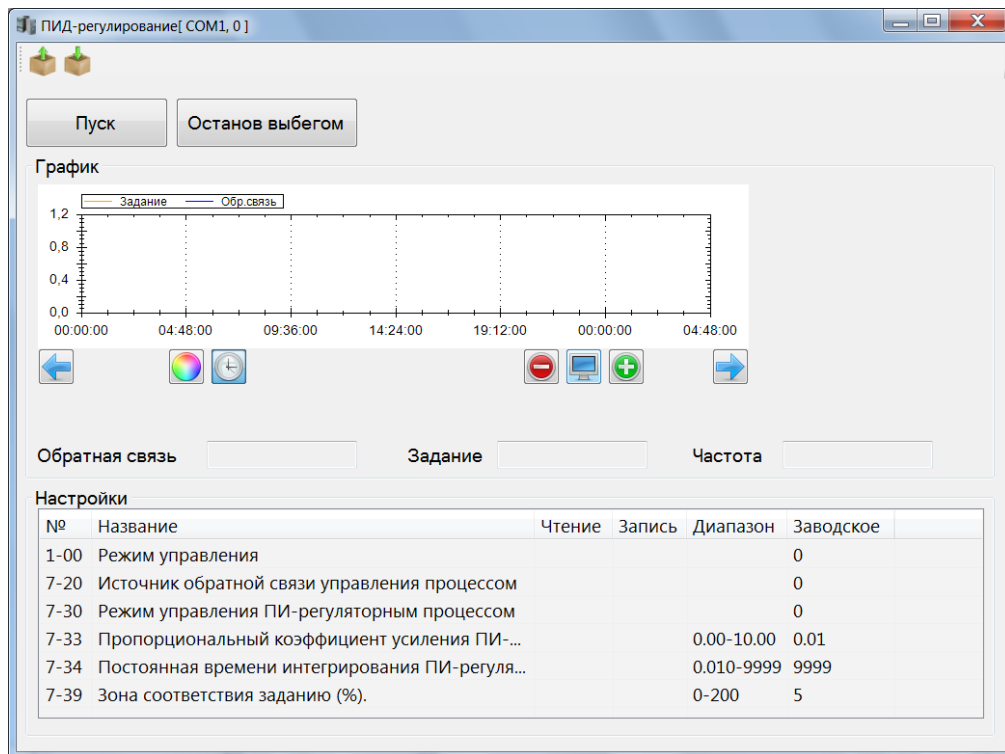 ПИД-регулирование[ COM1, 0 ]
Пуск Останов выбегом
График
Задание Обр.связь
1,2
0,8
0,4
0,0
00:00:00 04:48:00 09:36:00 14:24:00 19:12:00 00:00:00 04:48:00
Обратная связь Задание Частота
Настройки
№ Название Чтение Запись Диапазон Заводское
1-00 Режим управления 0
7-20 Источник обратной связи управления процессом 0
7-30 Режим управления ПИ-регуляторным процессом 0
7-33 Пропорциональный коэффициент усиления ПИ-... 0.00-10.00 0.01
7-34 Постоянная времени интегрирования ПИ-регуля... 0.010-9999 9999
7-39 Зона соответствия заданию (%). 0-200 5